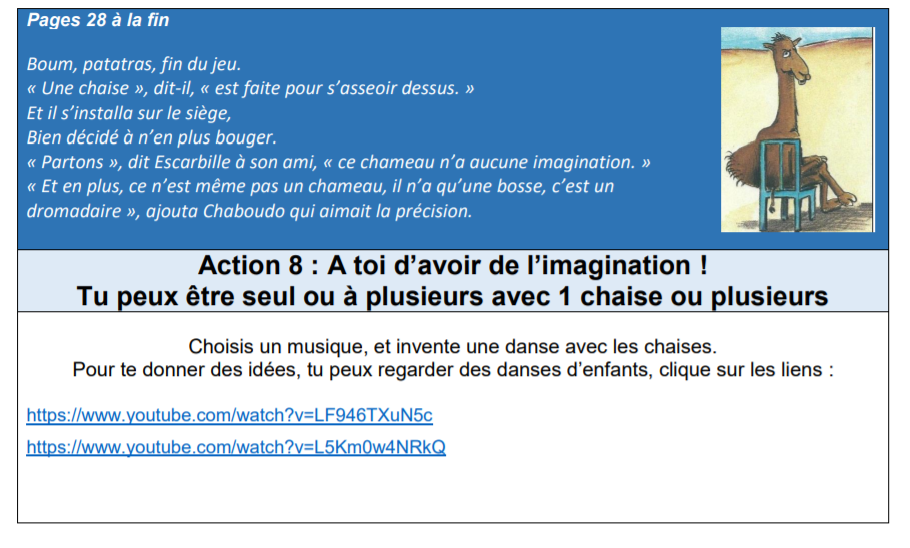 Pages 28 à la fin
Boum, patatras, fin du jeu.
« Une chaise », dit-il, « est faite pour s’asseoir dessus. »
Et il s’installa sur le siège,
Bien décidé à n’en plus bouger.
« Partons », dit Escarbille à son ami, « ce chameau n’a aucune imagination. »
« Et en plus, ce n’est même pas un chameau, il n’a qu’une bosse, c’est un
dromadaire », ajouta Chaboudo qui aimait la précision.
Action 8 : A toi d’avoir de l’imagination !
Tu peux être seul ou à plusieurs avec 1 chaise ou plusieurs
Choisis un musique, et invente une danse avec les chaises.
Pour te donner des idées, tu peux regarder des danses d’enfants, clique sur les liens :
https://www.youtube.com/watch?v=LF946TXuN5c
https://www.youtube.com/watch?v=L5Km0w4NRkQ